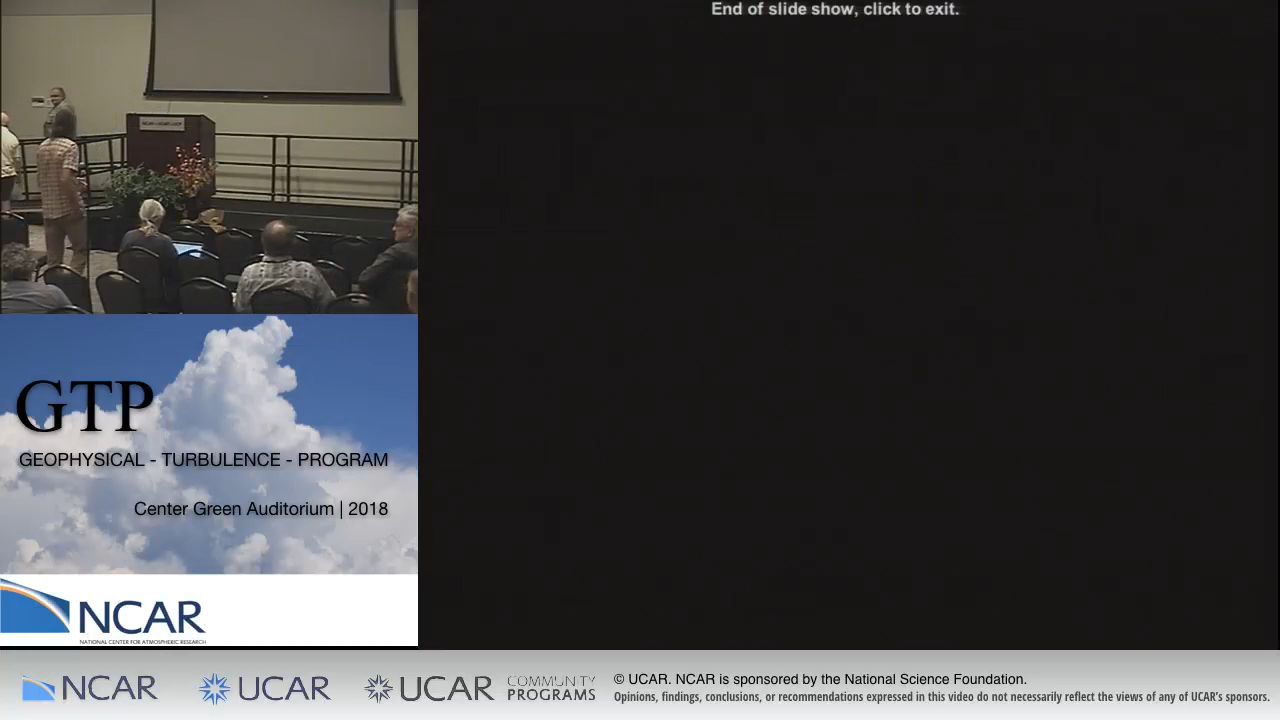 End of slide show, click to exit.
GTP
GEOPHYSICAL - TURBULENCE - PROGRAM
Center Green Auditorium | 2018
NCAR
NATIONAL CENTER FOR ATMOSPHERIC RESEARCH
NCAR
UCAR
UCAR
COMMUNITY
PROGRAMS
© UCAR. NCAR is sponsored by the National Science Foundation.
Opinions, findings, conclusions, or recommendations expressed in this video do not necessarily reflect the views of any of UCAR's sponsors.